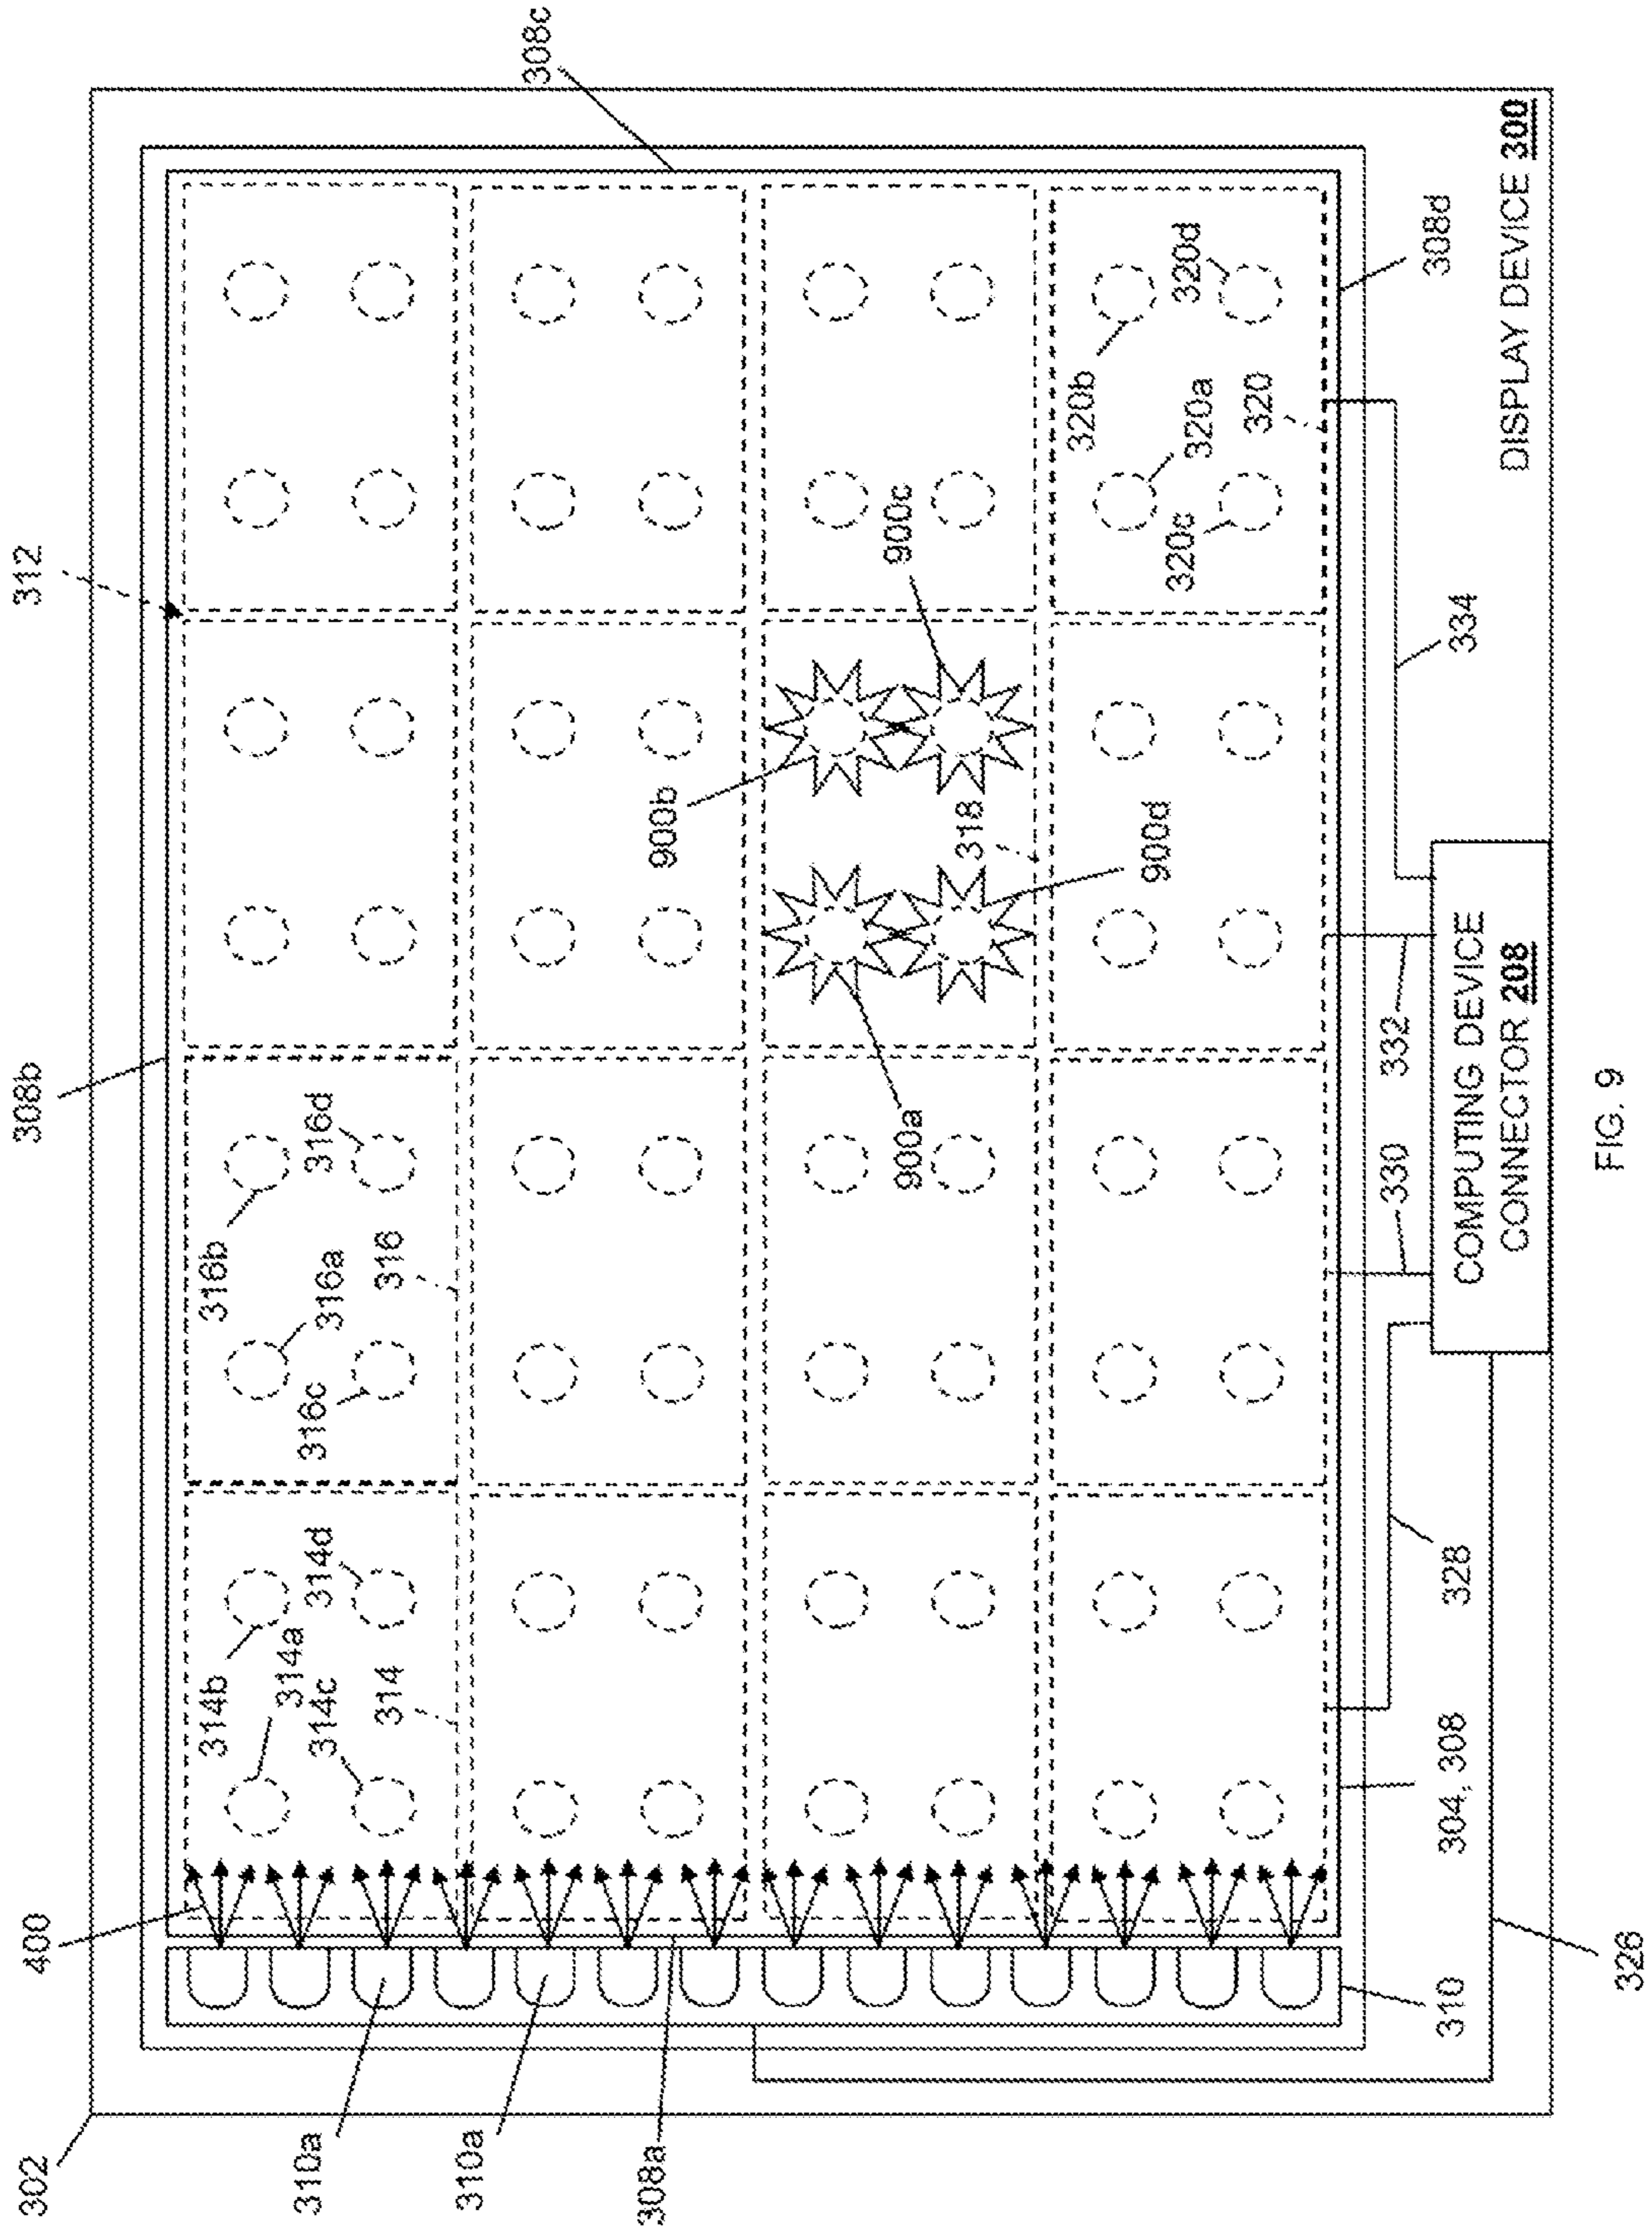 302
400
308b
312
308c
310a
310a
308a
314b
314a
314c
314d
314
316b
316a
316c
316d
316
900a
900b
900c
900d
318
320b
320a
320c
320d
320
308d
310
304, 308
326
328
330
332
334
COMPUTING DEVICE
CONNECTOR 208
DISPLAY DEVICE 300
FIG. 9